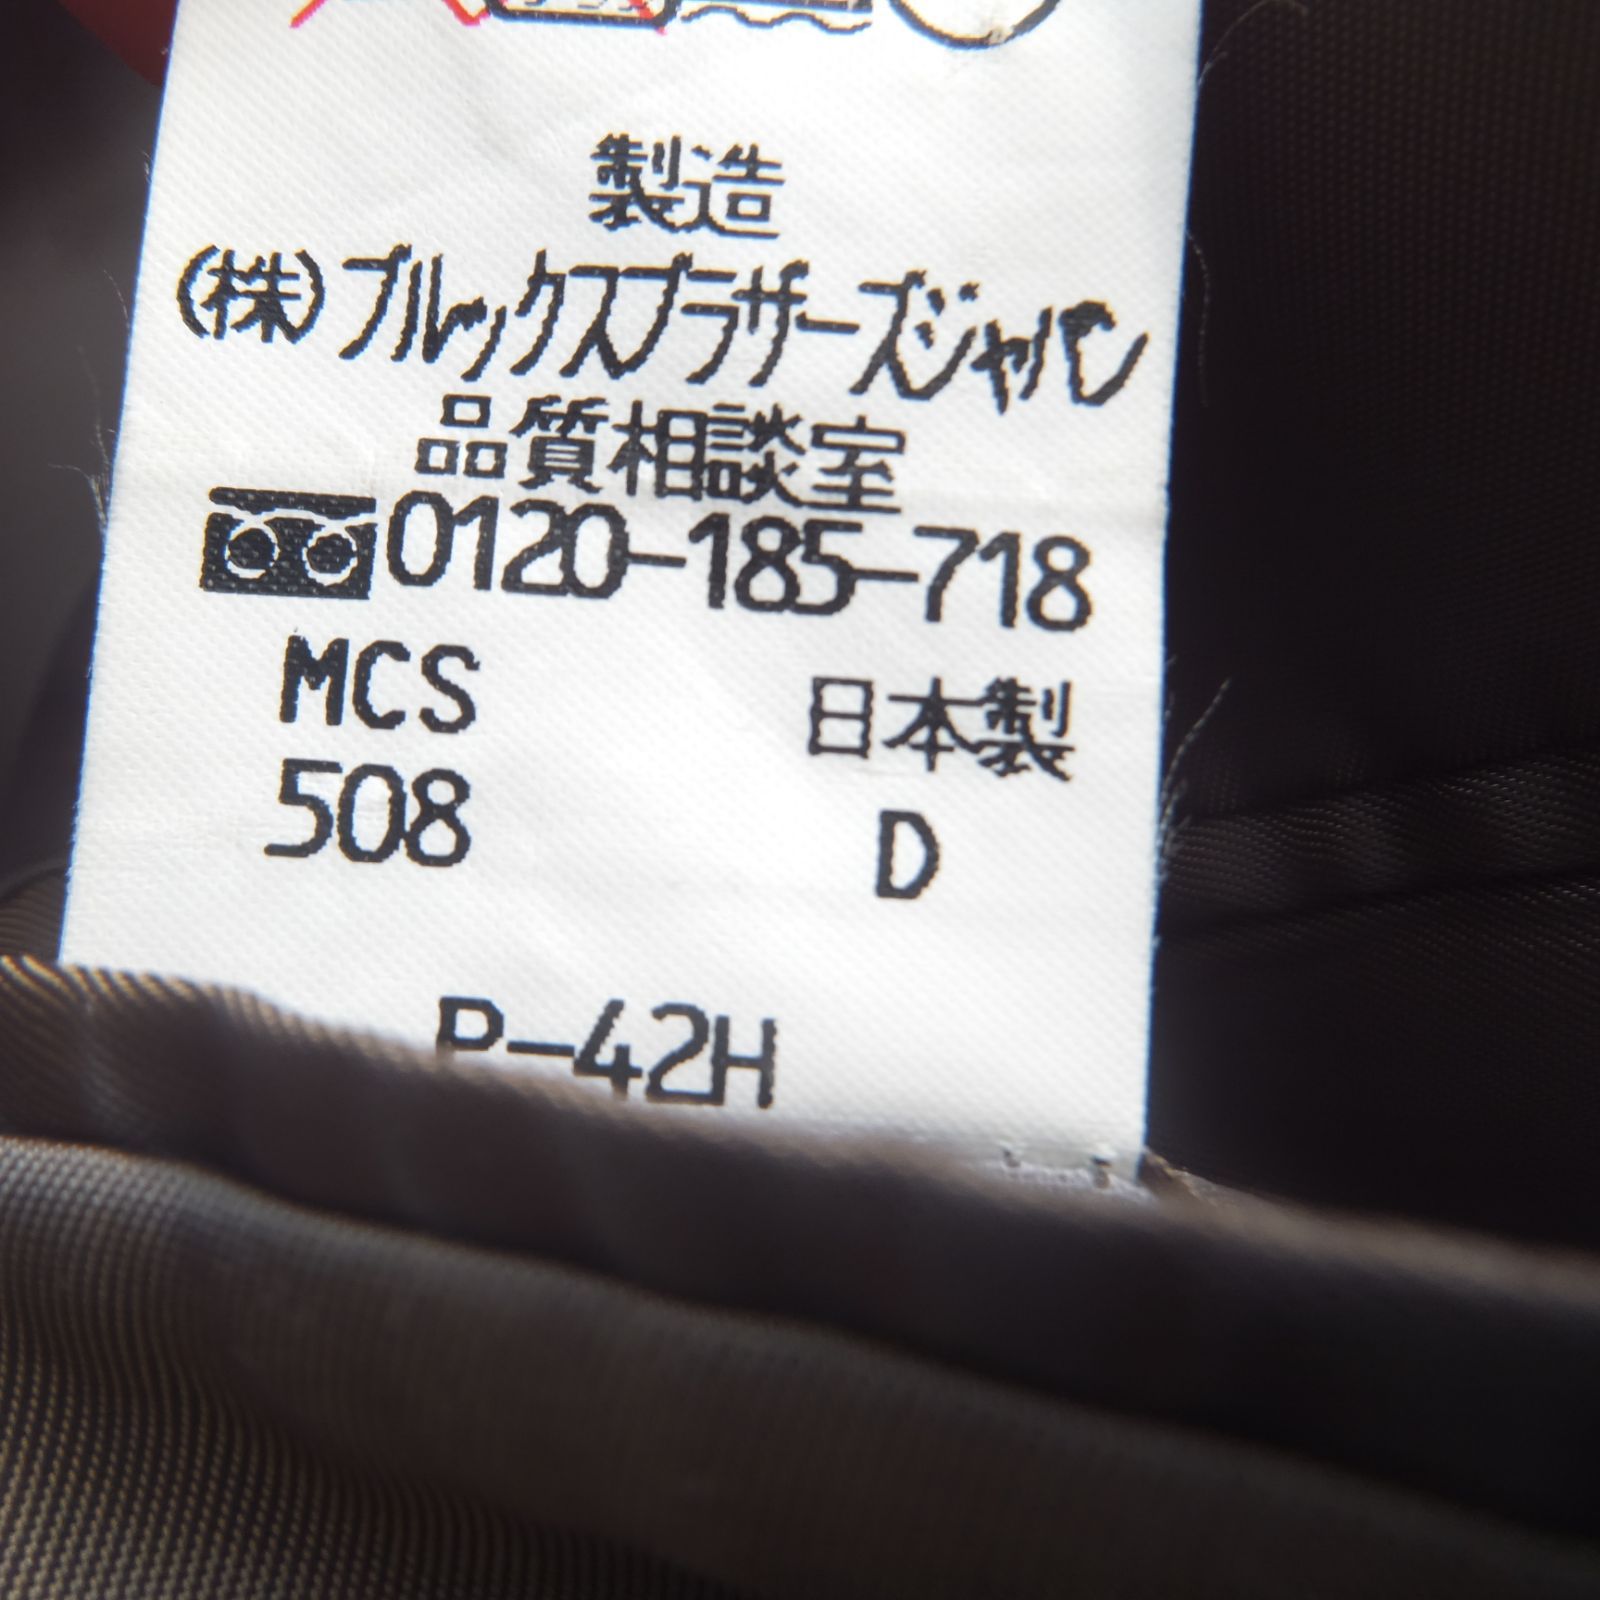 製造
(株)ブルックスブラザーズジャパン
品質相談室
0120-185-718
MCS 日本製
508 D
P-42H